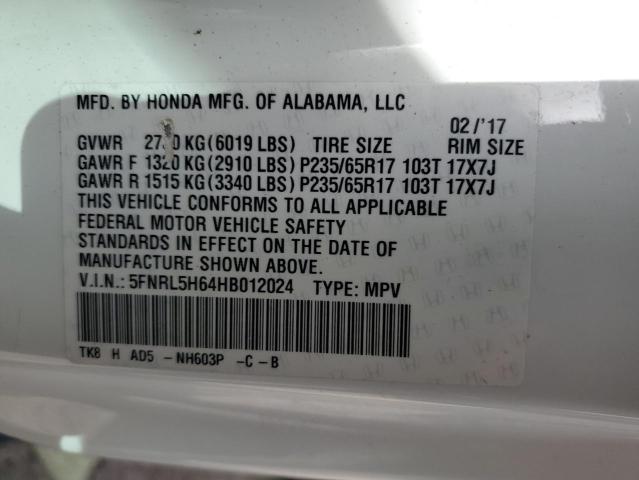 MFD. BY HONDA MFG. OF ALABAMA, LLC
02/'17
GVWR KG(6019 LBS) TIRE SIZE RIM SIZE
GAWR F 1320 KG(2910 LBS) P235/65R17 103T 17X7J
GAWR R 1515 KG(3340 LBS) P235/65R17 103T 17X7J
THIS VEHICLE CONFORMS TO ALL APPLICABLE
FEDERAL MOTOR VEHICLE SAFETY
STANDARDS IN EFFECT ON THE DATE OF
MANUFACTURE SHOWN ABOVE.
V.I.N.: 5FNRL5H64HB012024 TYPE: MPV
TK8 H AD5 -NH603P -C-B